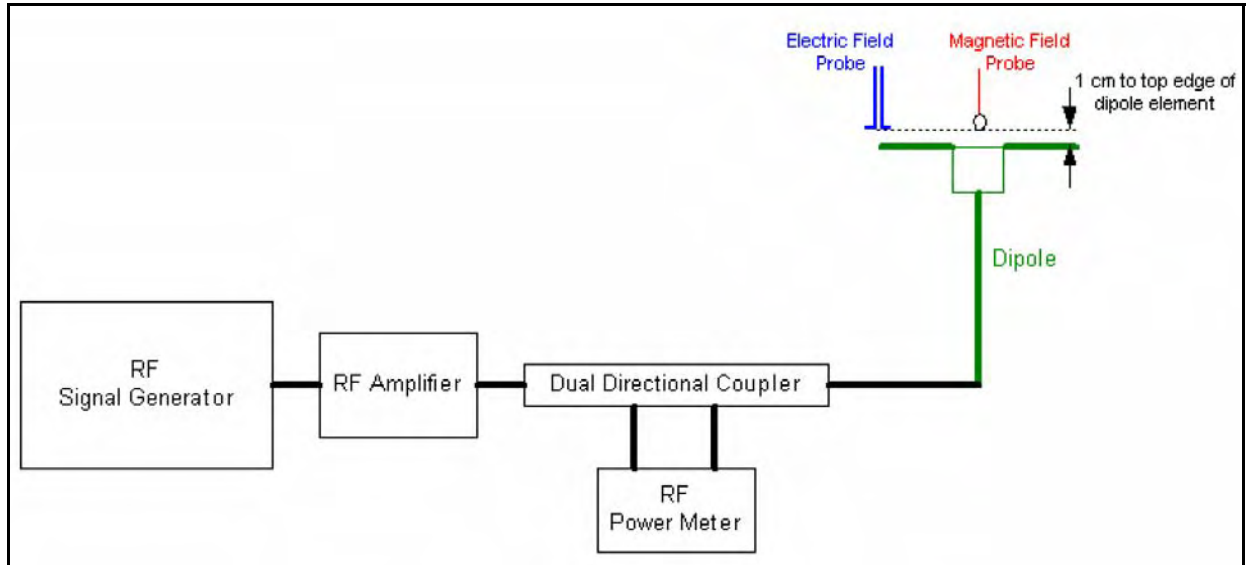 Electric Field
Probe
Magnetic Field
Probe
1 cm to top edge of
dipole element
Dipole
RF
Signal Generator
RF Amplifier
Dual Directional Coupler
RF
Power Meter